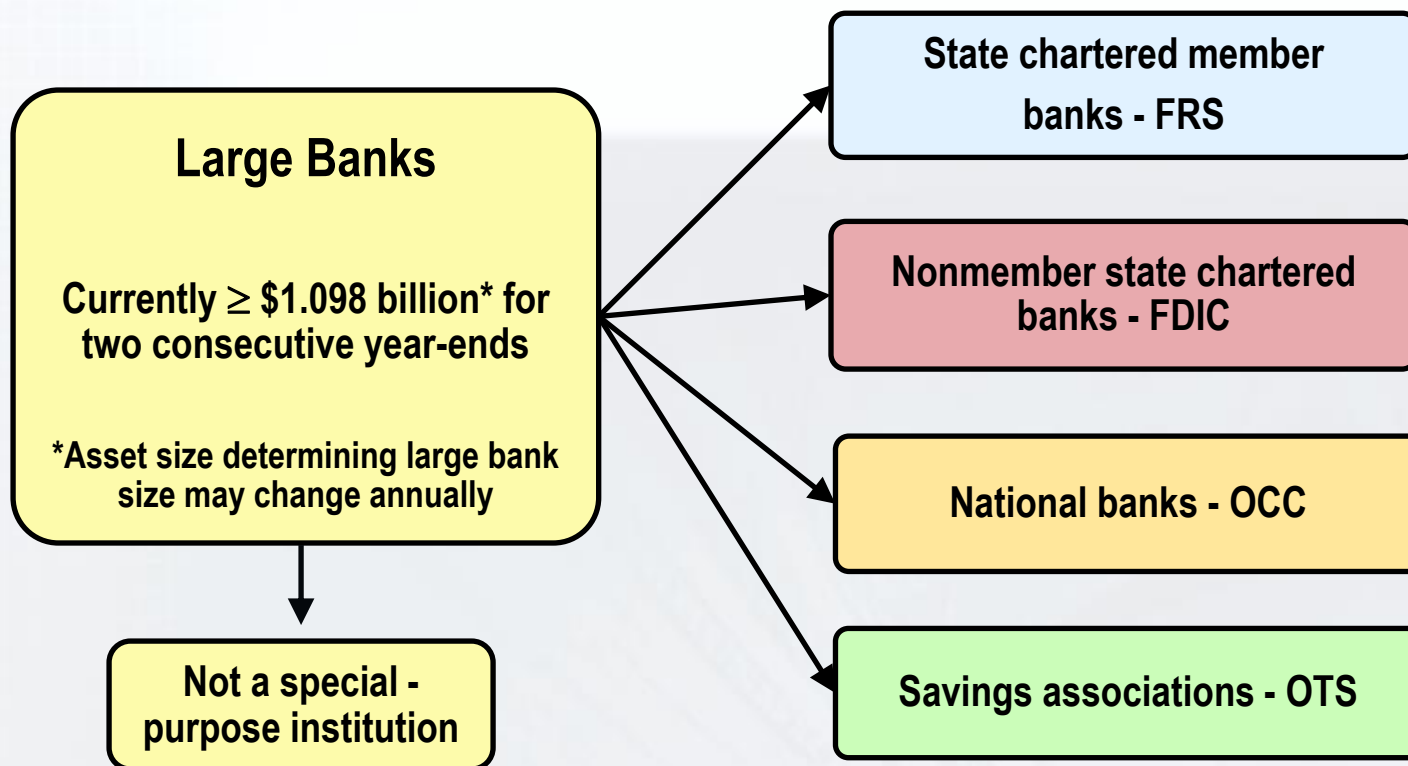 Large Banks
Currently ≥ $1.098 billion* for
two consecutive year-ends
*Asset size determining large bank
size may change annually
Not a special -
purpose institution
State chartered member
banks - FRS
Nonmember state chartered
banks - FDIC
National banks - OCC
Savings associations - OTS